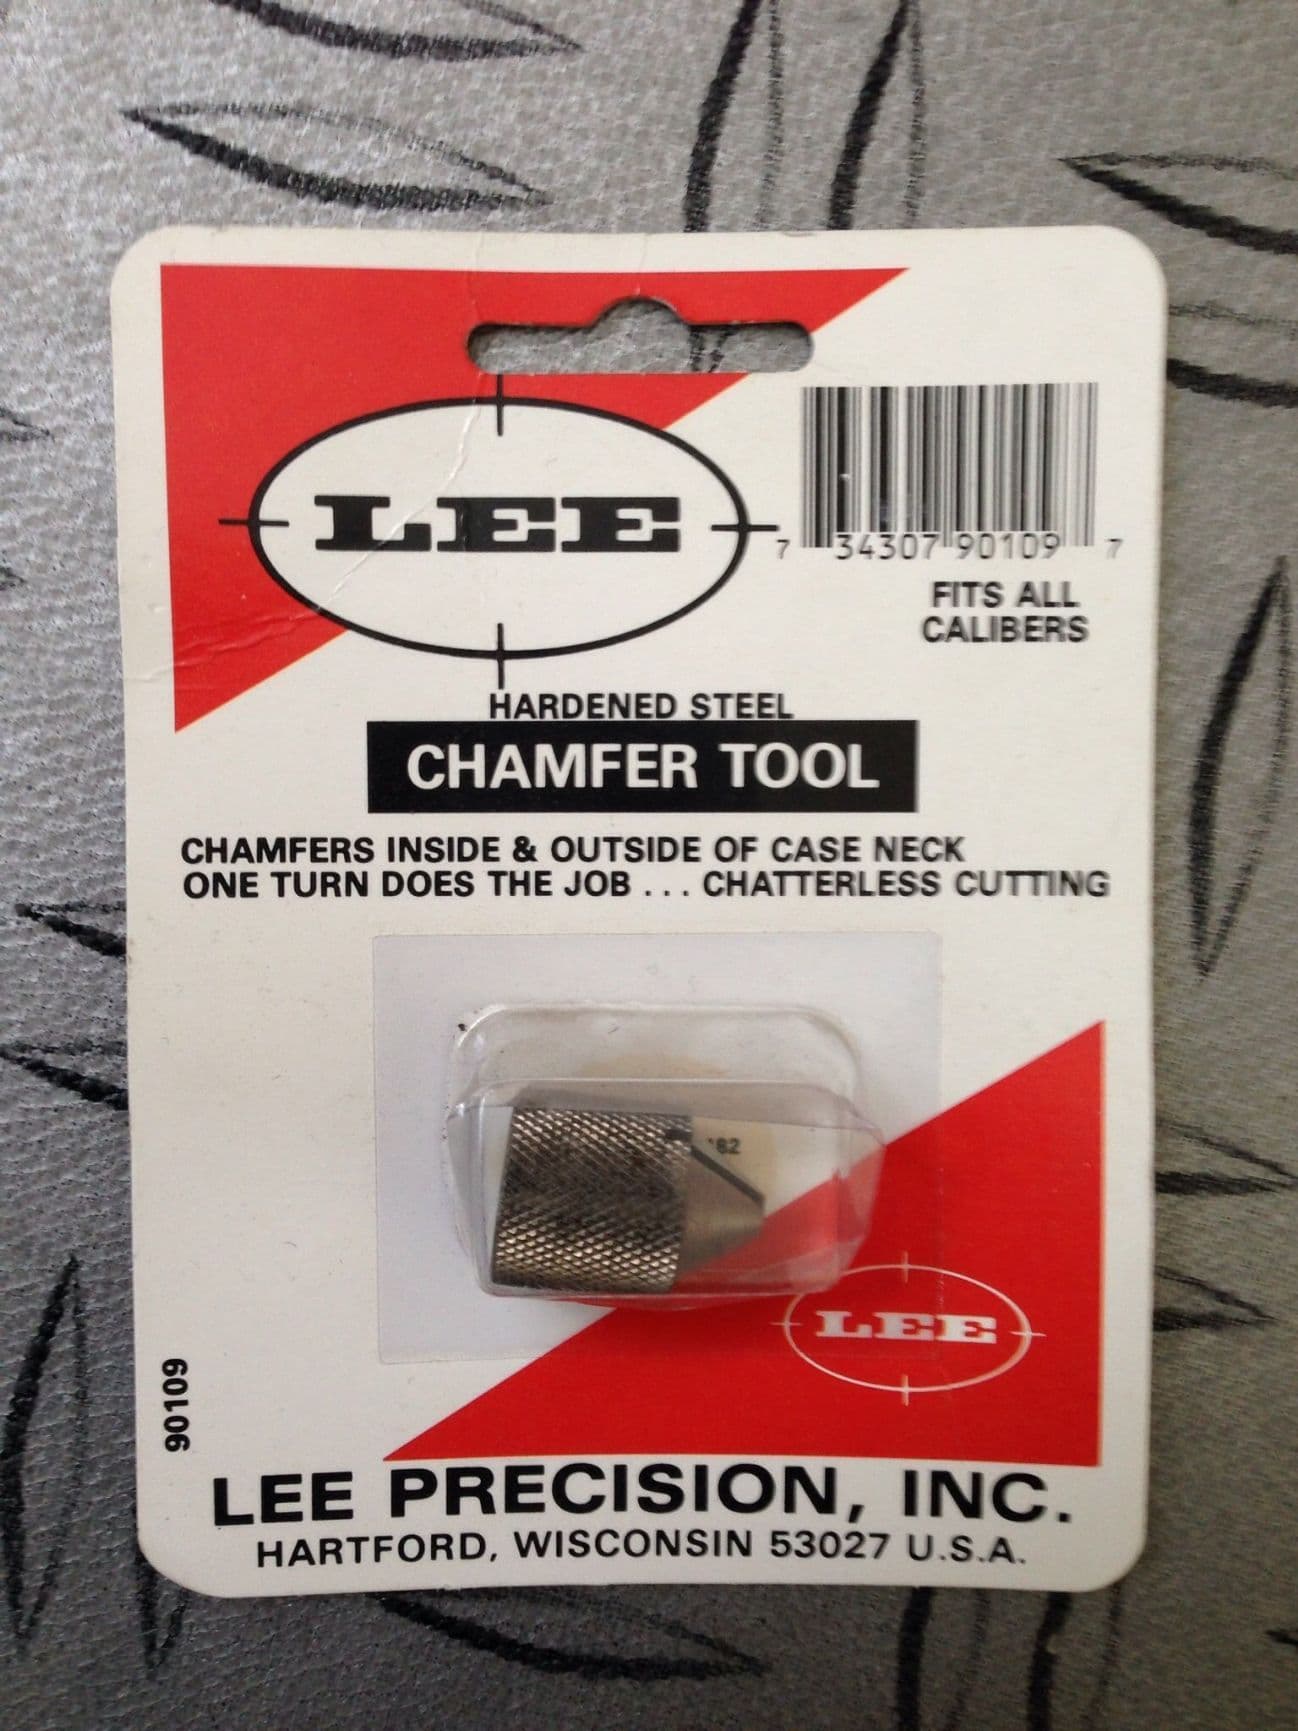 LEE
7 34307 90109 7
FITS ALL
CALIBERS
HARDENED STEEL
CHAMFER TOOL
CHAMFERS INSIDE & OUTSIDE OF CASE NECK
ONE TURN DOES THE JOB . . . CHATTERLESS CUTTING
'82
LEE
90109
LEE PRECISION, INC.
HARTFORD, WISCONSIN 53027 U.S.A.